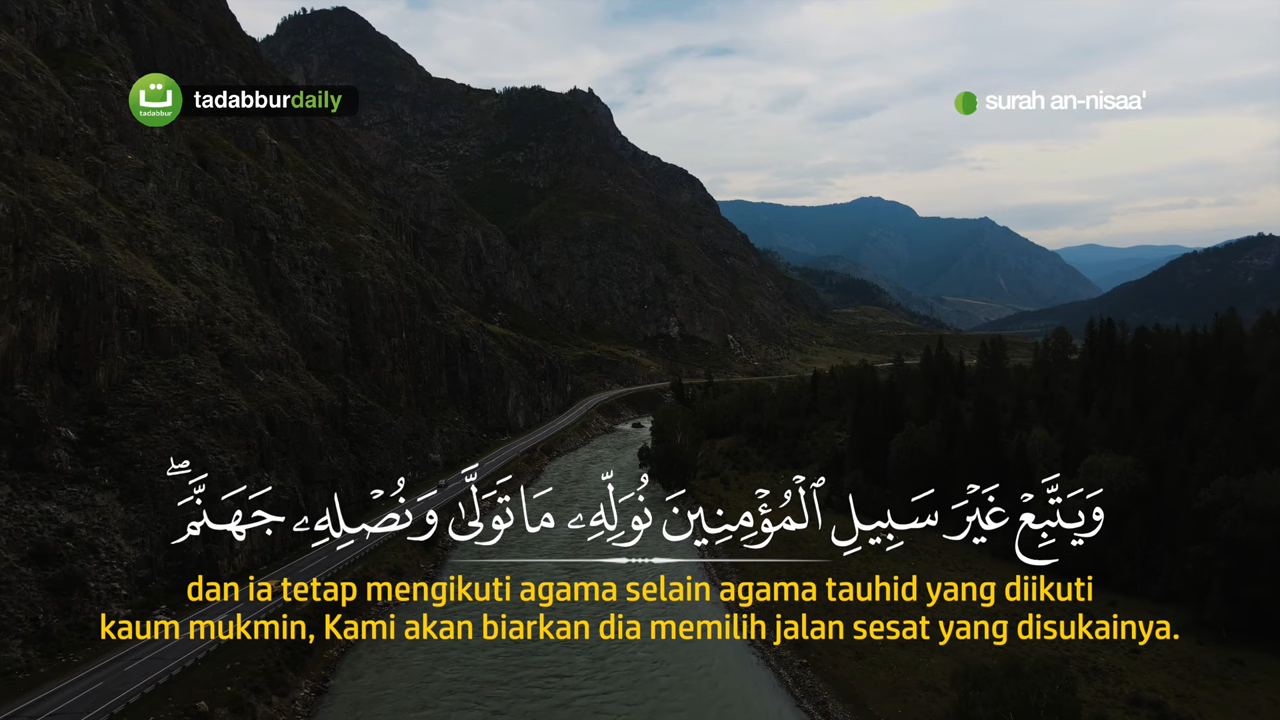 ت
tadabbur
tadabburdaily
surah an-nisaa'
وَيَتَّبِعْ غَيْرَ سَبِيلِ ٱلْمُؤْمِنِينَ نُوَلِّهِۦ مَا تَوَلَّىٰ وَنُصْلِهِۦ جَهَنَّمَ ۖ
dan ia tetap mengikuti agama selain agama tauhid yang diikuti
kaum mukmin, Kami akan biarkan dia memilih jalan sesat yang disukainya.